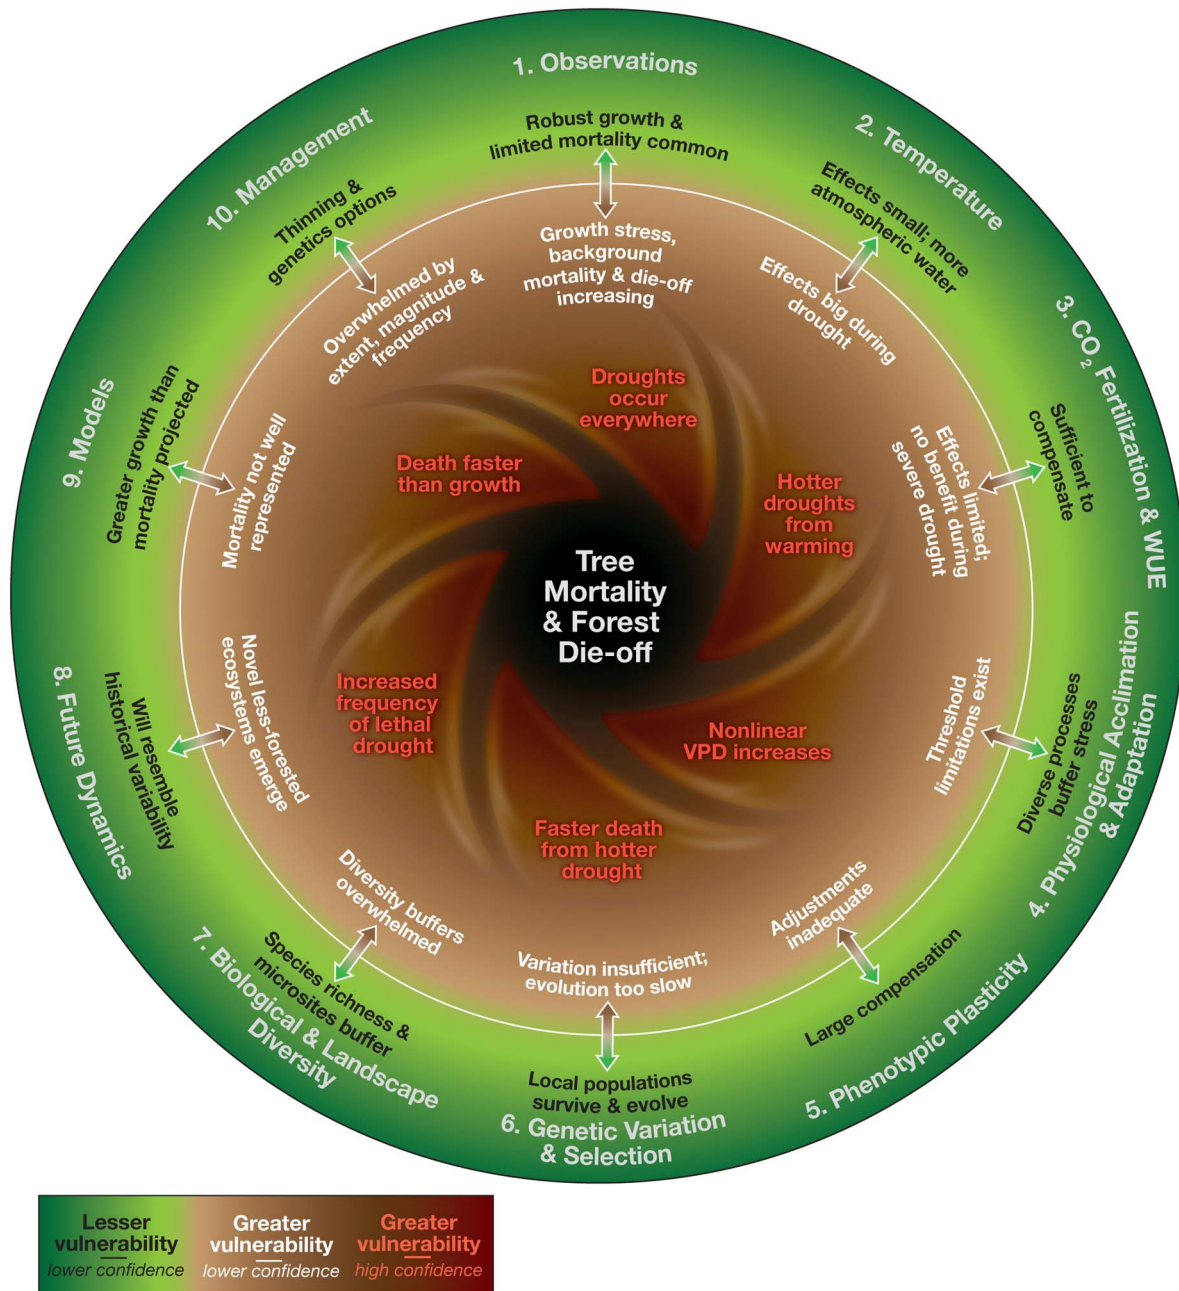 1. Observations
Robust growth &
limited mortality common
Growth stress,
background
mortality & die-off
increasing
2. Temperature
Effects small; more
atmospheric water
Effects big during
drought
3. CO₂ Fertilization & WUE
Sufficient to
compensate
Effects limited;
no benefit during
severe drought
4. Physiological Acclimation
& Adaptation
Diverse processes
buffer stress
Threshold
limitations exist
5. Phenotypic Plasticity
Large compensation
Adjustments
inadequate
Variation insufficient;
evolution too slow
Local populations
survive & evolve
6. Genetic Variation
& Selection
7. Biological & Landscape
Diversity
Species richness &
microsites buffer
Diversity buffers
overwhelmed
8. Future Dynamics
Will resemble
historical variability
Novel less-forested
ecosystems emerge
9. Models
Greater growth than
mortality projected
Mortality not well
represented
10. Management
Thinning &
genetics options
Overwhelmed by
extent, magnitude &
frequency
Droughts
occur
everywhere
Hotter
droughts
from
warming
Nonlinear
VPD increases
Faster death
from hotter
drought
Increased
frequency
of lethal
drought
Death faster
than growth
Tree
Mortality
& Forest
Die-off
Lesser
vulnerability
lower confidence
Greater
vulnerability
lower confidence
Greater
vulnerability
high confidence